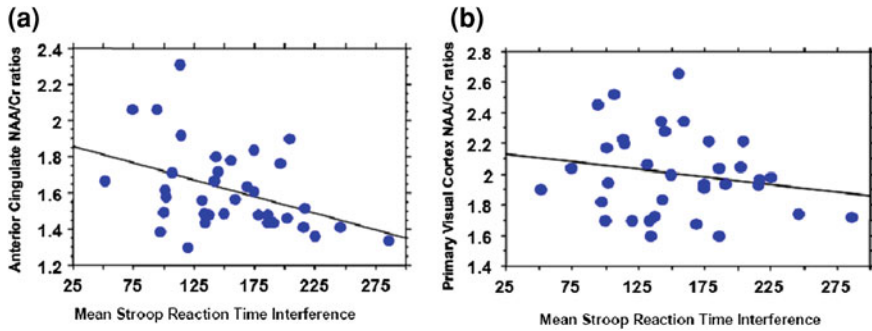 (a)
Anterior Cingulate NAA/Cr ratios
2.4
2.2
2
1.8
1.6
1.4
1.2
25 75 125 175 225 275
Mean Stroop Reaction Time Interference
(b)
Primary Visual Cortex NAA/Cr ratios
2.8
2.6
2.4
2.2
2
1.8
1.6
1.4
25 75 125 175 225 275
Mean Stroop Reaction Time Interference